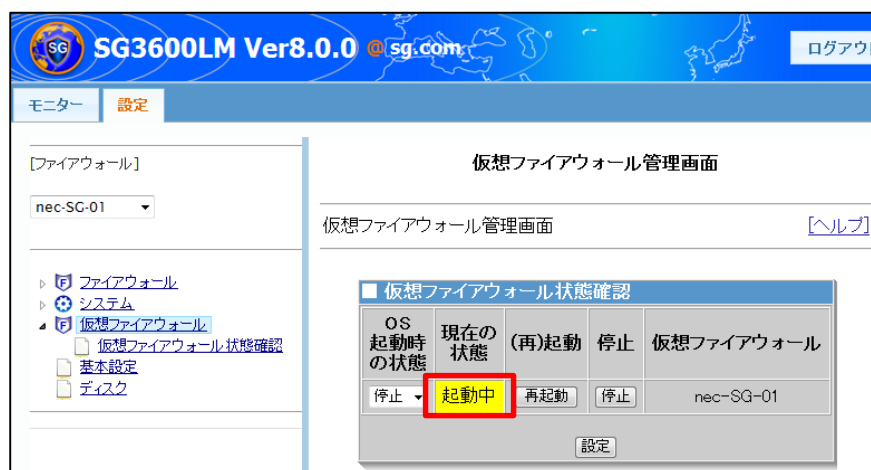 SG SG3600LM Ver8.0.0 @ sg.com
ログアウ
モニター 設定
[ファイアウォール]
nec-SG-01
ファイアウォール
システム
仮想ファイアウォール
仮想ファイアウォール状態確認
基本設定
ディスク
仮想ファイアウォール管理画面
仮想ファイアウォール管理画面 [ヘルプ]
■ 仮想ファイアウォール状態確認
OS
起動時
の状態
現在の
状態
(再)起動
停止
仮想ファイアウォール
停止 起動中 再起動 停止 nec-SG-01
設定